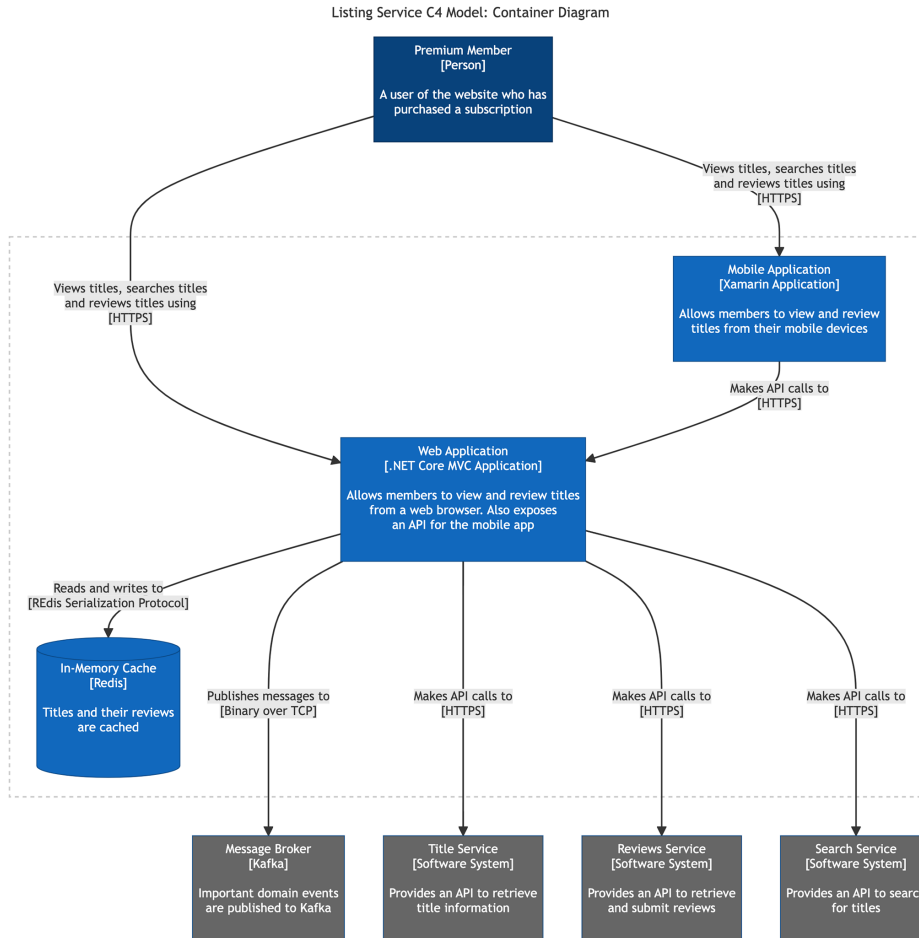 Listing Service C4 Model: Container Diagram
Premium Member
[Person]
A user of the website who has
purchased a subscription
Views titles, searches titles
and reviews titles using
[HTTPS]
Mobile Application
[Xamarin Application]
Allows members to view and review
titles from their mobile devices
Views titles, searches titles
and reviews titles using
[HTTPS]
Makes API calls to
[HTTPS]
Web Application
[.NET Core MVC Application]
Allows members to view and review titles
from a web browser. Also exposes
an API for the mobile app
Reads and writes to
[REdis Serialization Protocol]
In-Memory Cache
[Redis]
Titles and their reviews
are cached
Publishes messages to
[Binary over TCP]
Makes API calls to
[HTTPS]
Makes API calls to
[HTTPS]
Makes API calls to
[HTTPS]
Message Broker
[Kafka]
Important domain events
are published to Kafka
Title Service
[Software System]
Provides an API to retrieve
title information
Reviews Service
[Software System]
Provides an API to retrieve
and submit reviews
Search Service
[Software System]
Provides an API to search
for titles